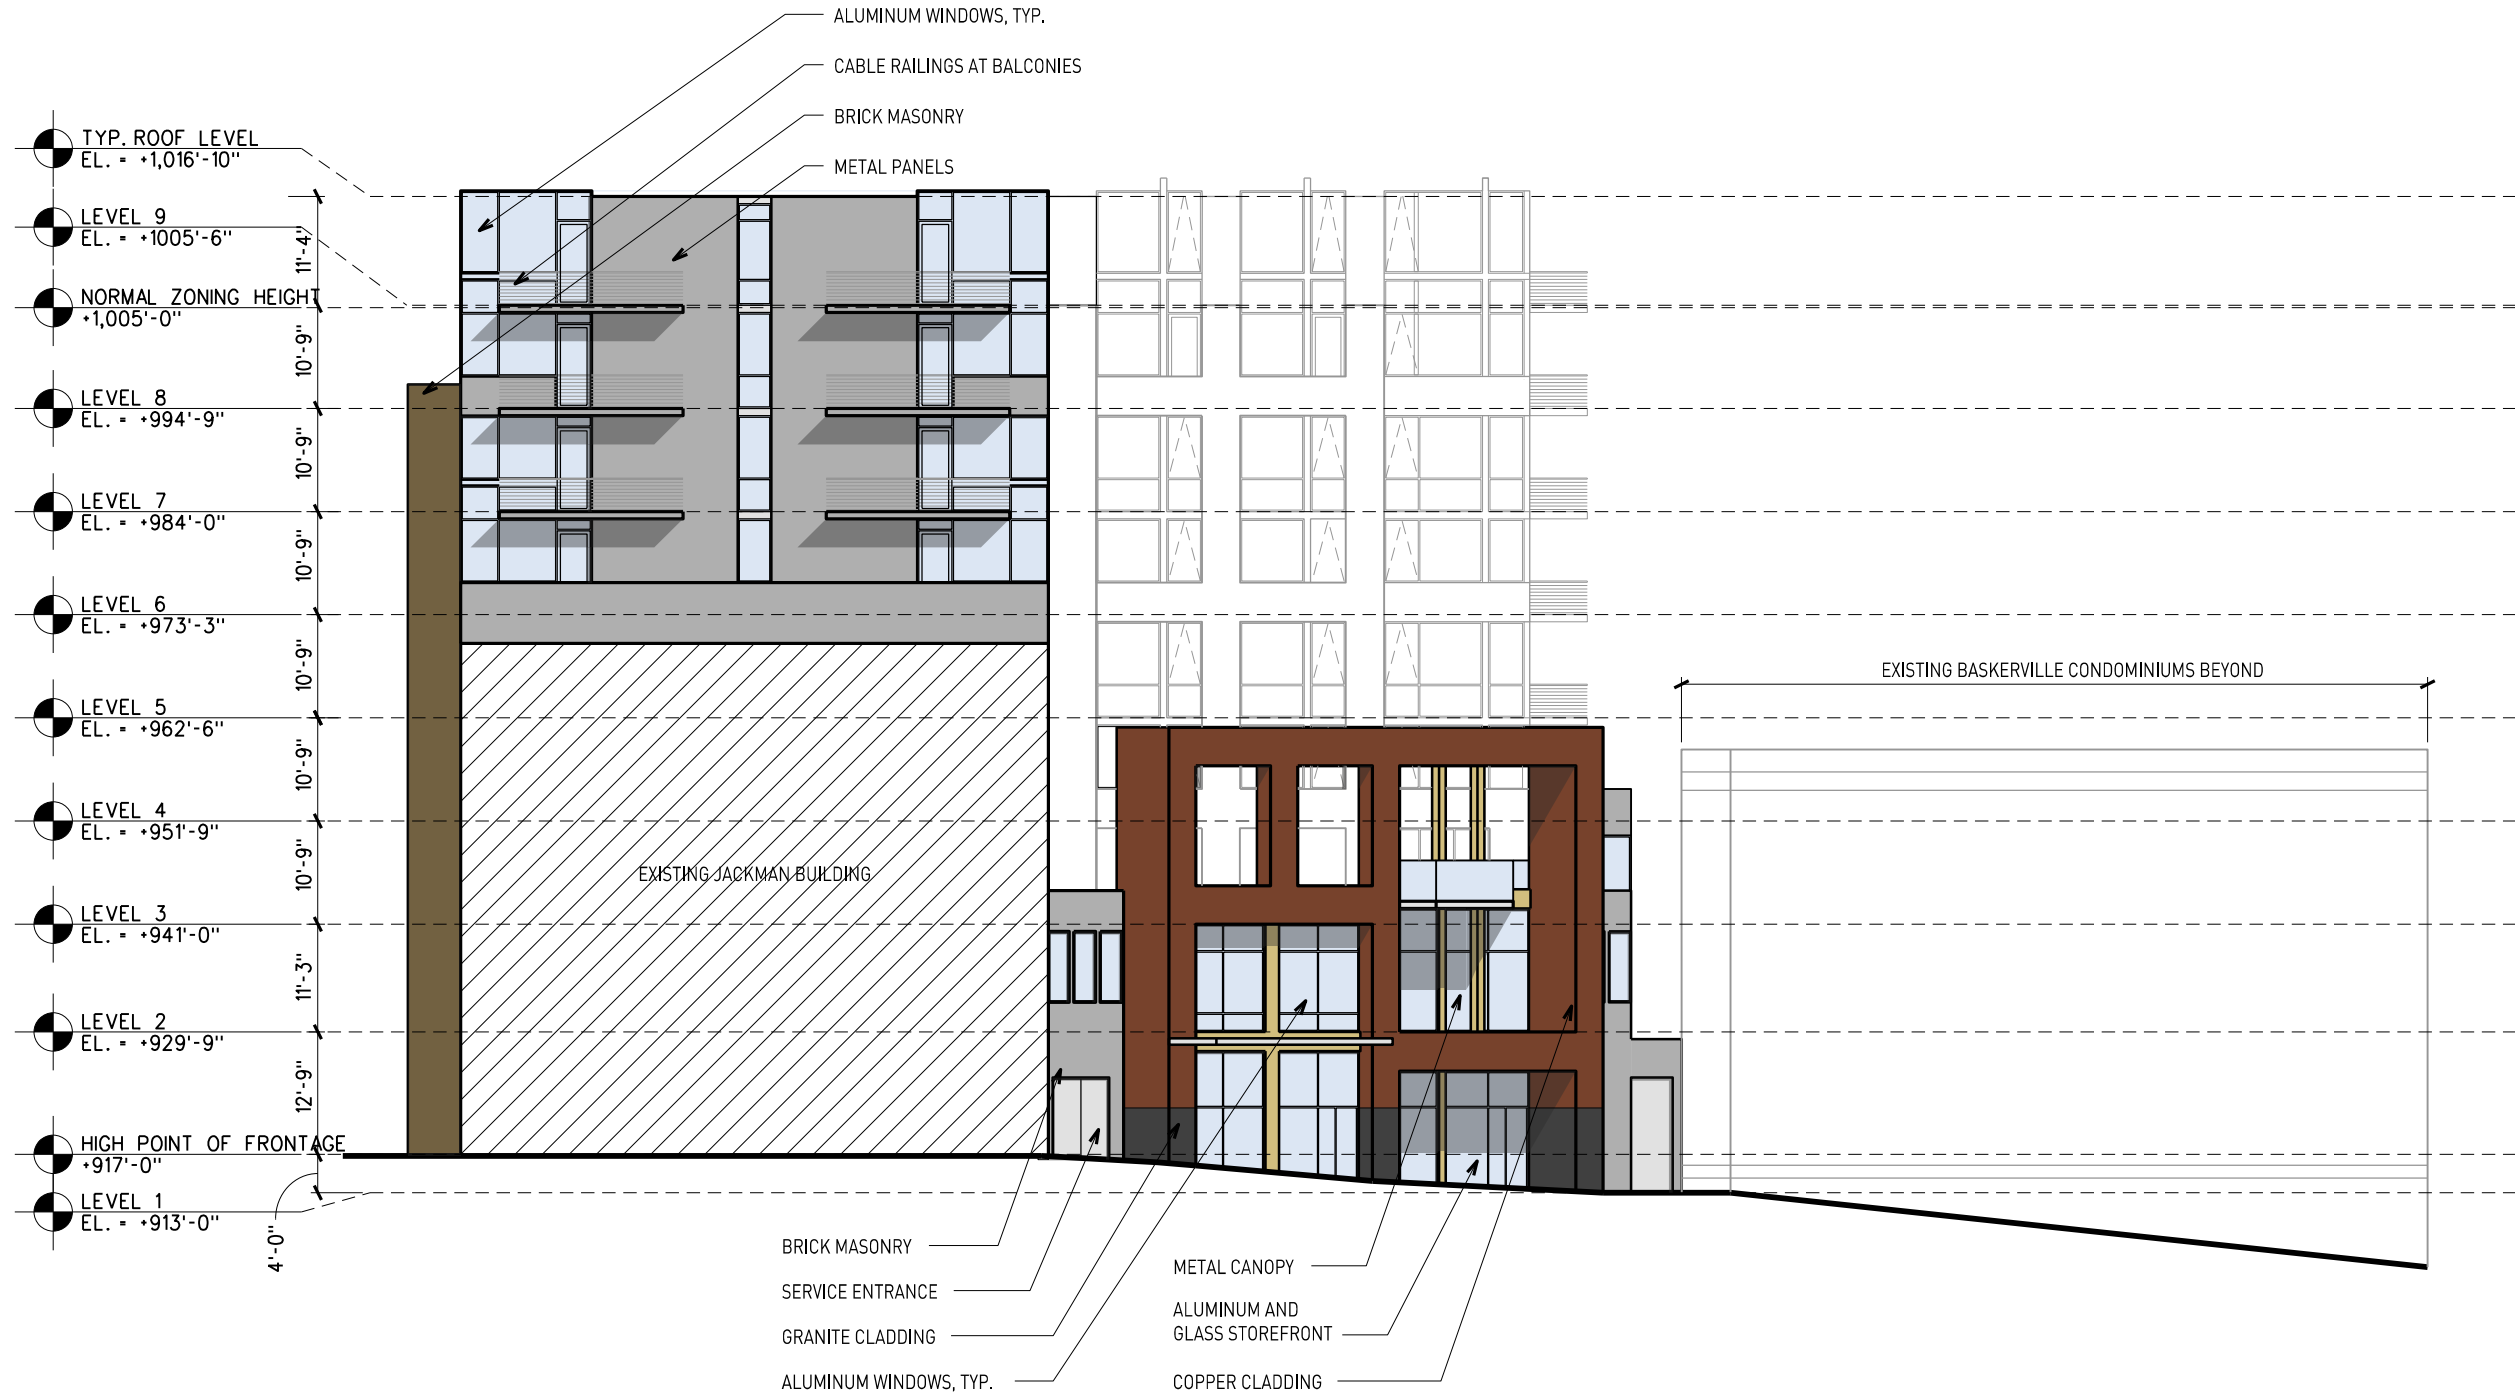 ALUMINUM WINDOWS, TYP.
CABLE RAILINGS AT BALCONIES
BRICK MASONRY
METAL PANELS
TYP. ROOF LEVEL
EL. = +1,016'-10"
LEVEL 9
EL. = +1005'-6"
11'-4"
NORMAL ZONING HEIGHT
+1,005'-0"
10'-9"
LEVEL 8
EL. = +994'-9"
10'-9"
LEVEL 7
EL. = +984'-0"
10'-9"
LEVEL 6
EL. = +973'-3"
10'-9"
LEVEL 5
EL. = +962'-6"
10'-9"
LEVEL 4
EL. = +951'-9"
10'-9"
LEVEL 3
EL. = +941'-0"
11'-3"
LEVEL 2
EL. = +929'-9"
12'-9"
HIGH POINT OF FRONTAGE
+917'-0"
LEVEL 1
EL. = +913'-0"
4'-0"
EXISTING JACKMAN BUILDING
EXISTING BASKERVILLE CONDOMINIUMS BEYOND
BRICK MASONRY
SERVICE ENTRANCE
GRANITE CLADDING
ALUMINUM WINDOWS, TYP.
METAL CANOPY
ALUMINUM AND
GLASS STOREFRONT
COPPER CLADDING